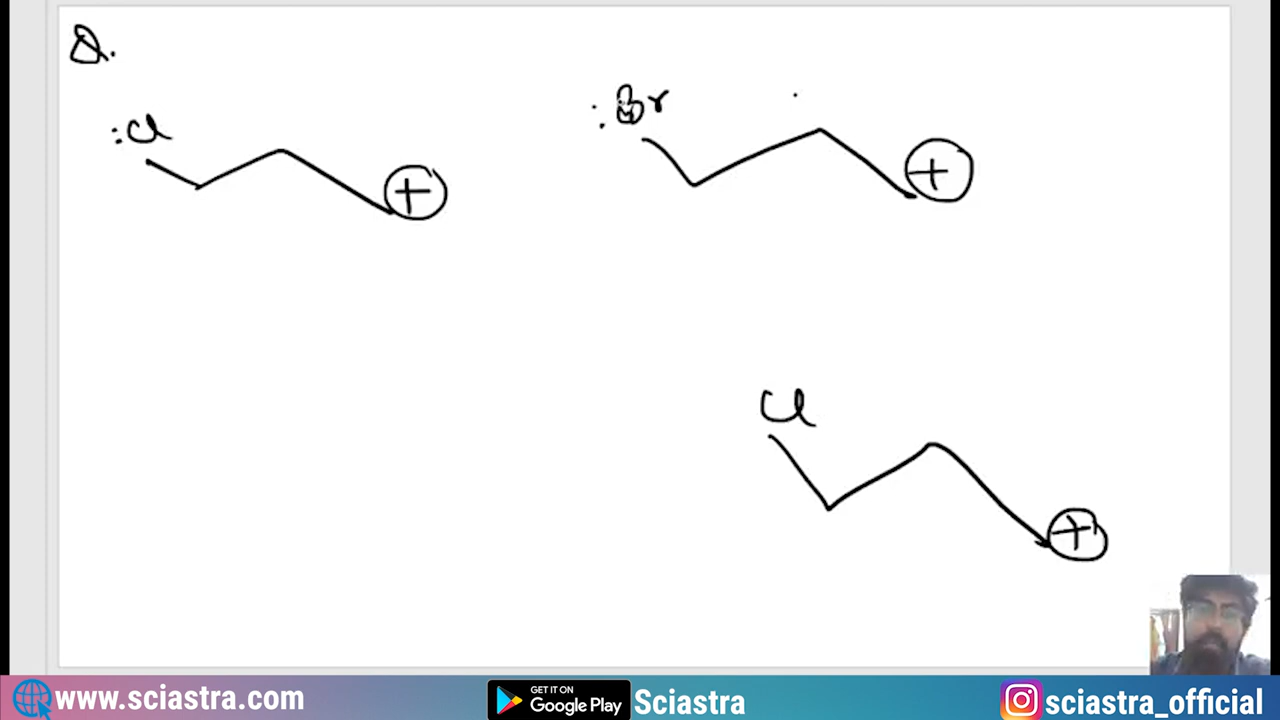 Q.
:Cl
:Br
+
+
Cl
+
www.sciastra.com
GET IT ON
Google Play
Sciastra
sciastra_official